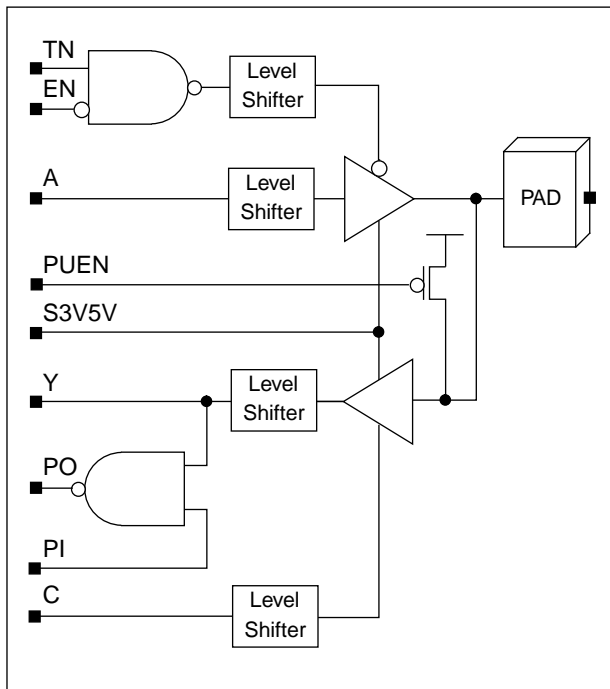 TN
EN
Level
Shifter
A
Level
Shifter
PAD
PUEN
S3V5V
Y
Level
Shifter
PO
PI
C
Level
Shifter